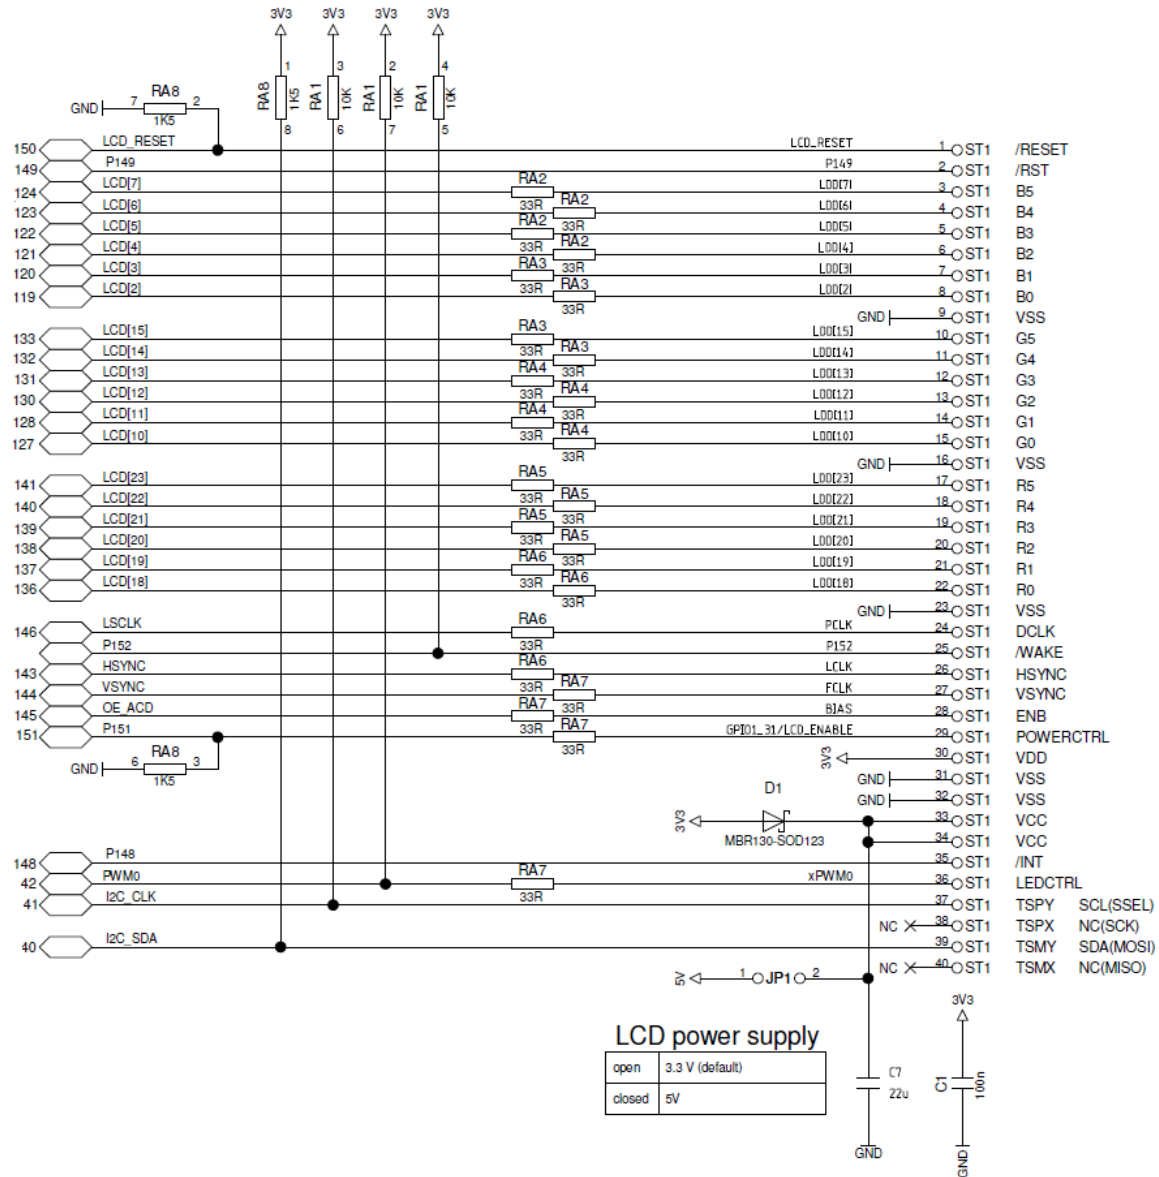 3V3 3V3 3V3 3V3
1 3 2 4
RA8 1K5 RA1 10K RA1 10K RA1 10K
8 6 7 5
RA8
GND 7 2
1K5
150 LCD_RESET LCD_RESET 1 ST1 /RESET
149 P149 P149 2 ST1 /RST
124 LCD[7] RA2 33R LDD[7] 3 ST1 B5
123 LCD[6] RA2 33R LDD[6] 4 ST1 B4
122 LCD[5] RA2 33R LDD[5] 5 ST1 B3
121 LCD[4] RA2 33R LDD[4] 6 ST1 B2
120 LCD[3] RA3 33R LDD[3] 7 ST1 B1
119 LCD[2] RA3 33R LDD[2] 8 ST1 B0
GND 9 ST1 VSS
133 LCD[15] RA3 33R LDD[15] 10 ST1 G5
132 LCD[14] RA3 33R LDD[14] 11 ST1 G4
131 LCD[13] RA4 33R LDD[13] 12 ST1 G3
130 LCD[12] RA4 33R LDD[12] 13 ST1 G2
128 LCD[11] RA4 33R LDD[11] 14 ST1 G1
127 LCD[10] RA4 33R LDD[10] 15 ST1 G0
GND 16 ST1 VSS
141 LCD[23] RA5 33R LDD[23] 17 ST1 R5
140 LCD[22] RA5 33R LDD[22] 18 ST1 R4
139 LCD[21] RA5 33R LDD[21] 19 ST1 R3
138 LCD[20] RA5 33R LDD[20] 20 ST1 R2
137 LCD[19] RA6 33R LDD[19] 21 ST1 R1
136 LCD[18] RA6 33R LDD[18] 22 ST1 R0
GND 23 ST1 VSS
146 LSCLK RA6 33R PCLK 24 ST1 DCLK
P152 P152 25 ST1 /WAKE
143 HSYNC RA6 33R LCLK 26 ST1 HSYNC
144 VSYNC RA7 33R FCLK 27 ST1 VSYNC
145 OE_ACD RA7 33R BIAS 28 ST1 ENB
151 P151 RA7 33R GPIO1_31/LCD_ENABLE 29 ST1 POWERCTRL
RA8
GND 6 3
1K5
3V3 30 ST1 VDD
GND 31 ST1 VSS
GND 32 ST1 VSS
D1
3V3 33 ST1 VCC
MBR130-SOD123
34 ST1 VCC
148 P148 35 ST1 /INT
42 PWM0 RA7 33R xPWM0 36 ST1 LEDCTRL
41 I2C_CLK 37 ST1 TSPY SCL(SSEL)
NC 38 ST1 TSPX NC(SCK)
40 I2C_SDA 39 ST1 TSMY SDA(MOSI)
NC 40 ST1 TSMX NC(MISO)
5V 1 JP1 2
3V3
LCD power supply
open 3.3 V (default)
closed 5V
C7
22u
C1
100n
GND
GND